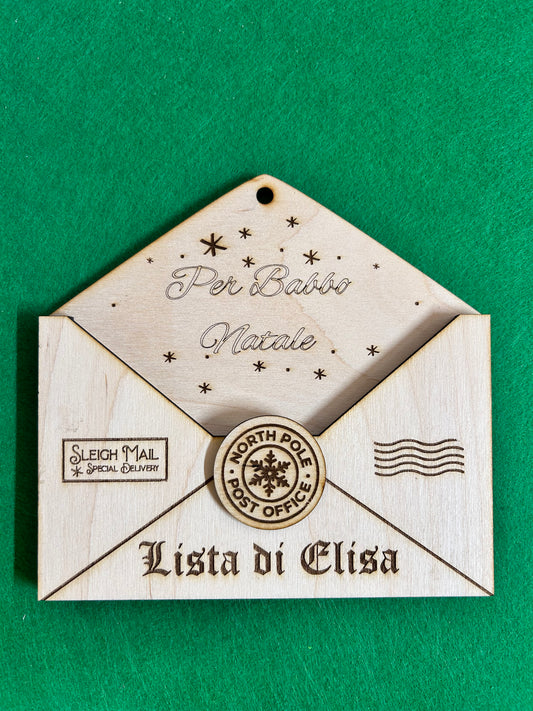 Per Babbo
Natale
Sleigh Mail
Special Delivery
NORTH POLE
POST OFFICE
Lista di Elisa